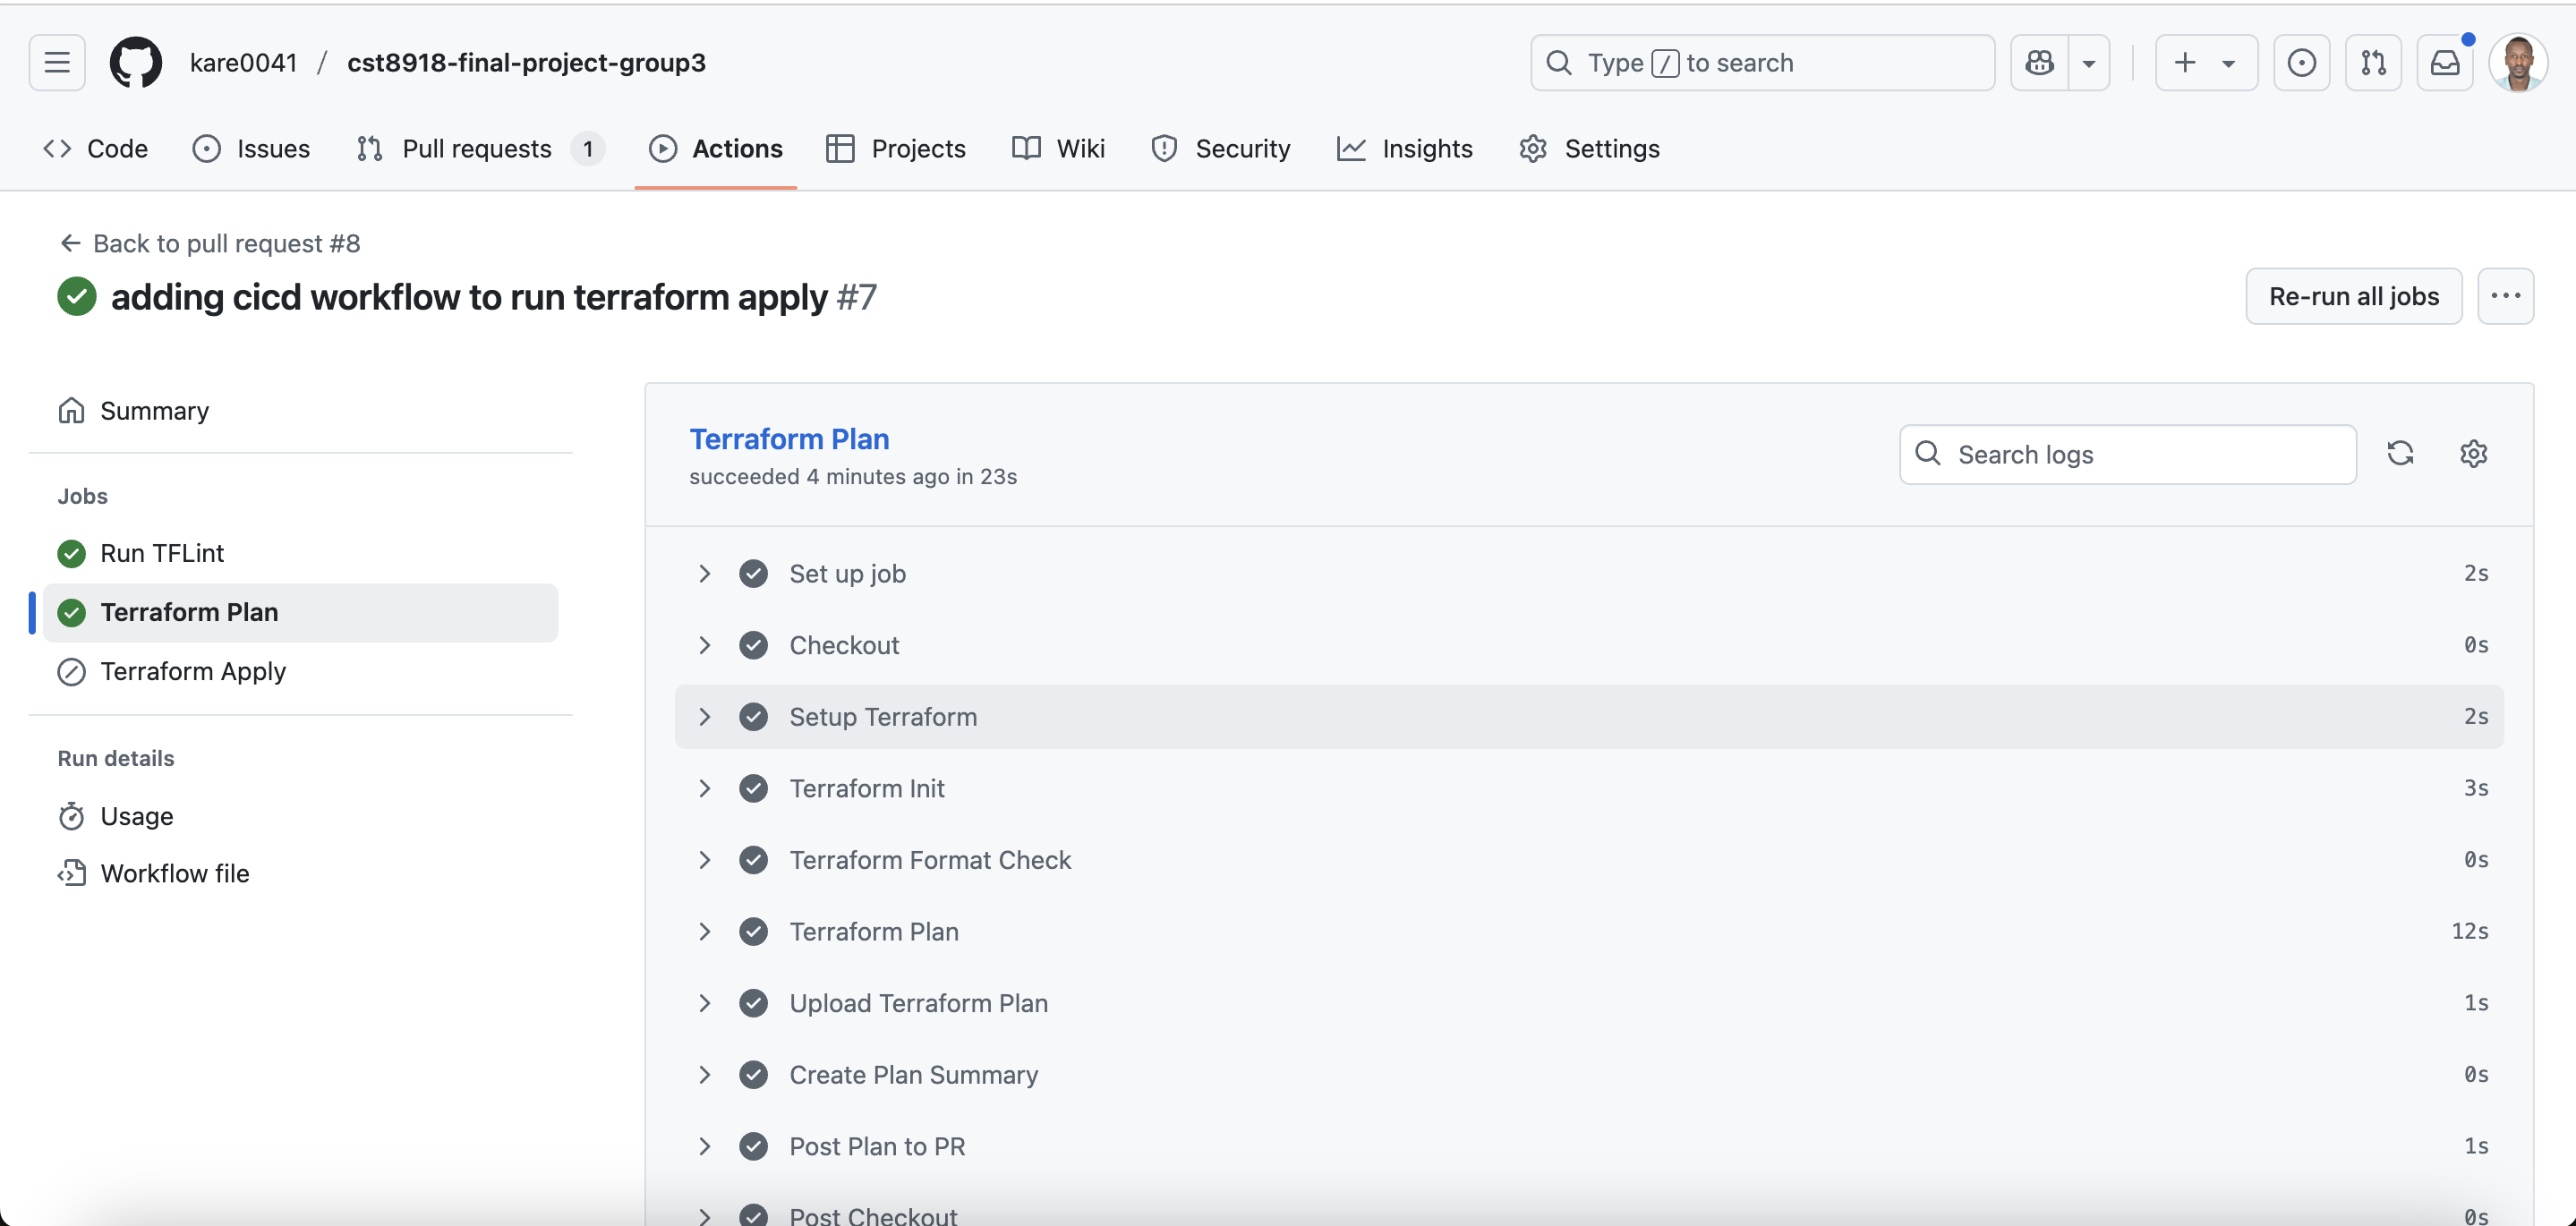 kare0041 / cst8918-final-project-group3
Type / to search
Code
Issues
Pull requests 1
Actions
Projects
Wiki
Security
Insights
Settings
← Back to pull request #8
adding cicd workflow to run terraform apply #7
Re-run all jobs
Summary
Jobs
Run TFLint
Terraform Plan
Terraform Apply
Run details
Usage
Workflow file
Terraform Plan
succeeded 4 minutes ago in 23s
Search logs
Set up job 2s
Checkout 0s
Setup Terraform 2s
Terraform Init 3s
Terraform Format Check 0s
Terraform Plan 12s
Upload Terraform Plan 1s
Create Plan Summary 0s
Post Plan to PR 1s
Post Checkout 0s